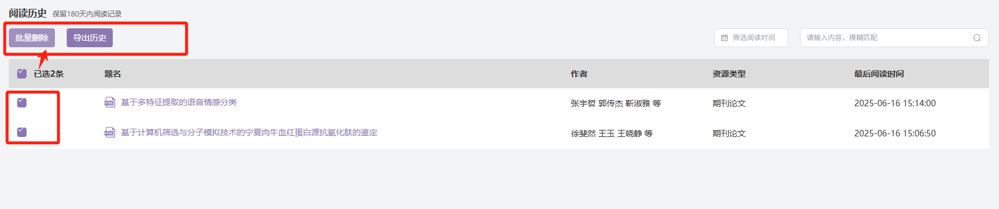 阅读历史 保留180天内阅读记录
批量删除 导出历史 筛选阅读时间 请输入内容，模糊匹配
已选2条 题名 作者 资源类型 最后阅读时间
HTML 基于多特征提取的语音情感分类 张宇哲 郭传杰 靳淑雅 等 期刊论文 2025-06-16 15:14:00
HTML 基于计算机筛选与分子模拟技术的宁夏肉牛血红蛋白源抗氧化肽的鉴定 徐斐然 王玉 王晓静 等 期刊论文 2025-06-16 15:06:50